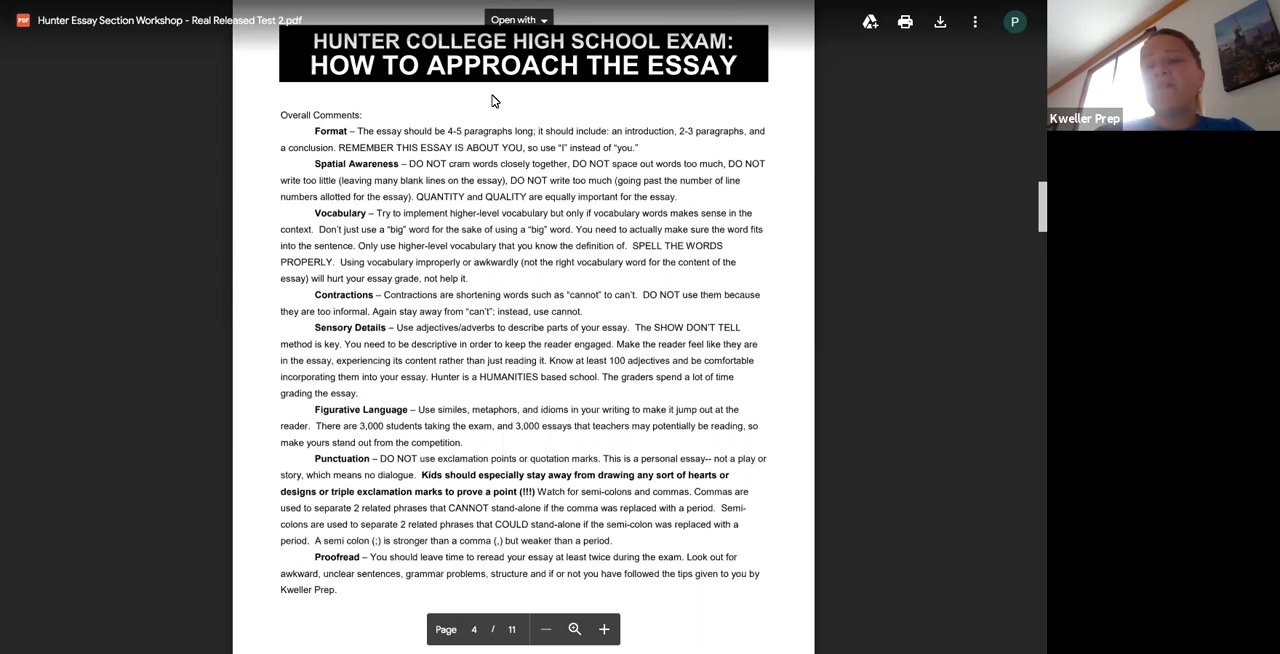 Hunter Essay Section Workshop - Real Released Test 2.pdf
Open with
P
Kweller Prep
HUNTER COLLEGE HIGH SCHOOL EXAM:
HOW TO APPROACH THE ESSAY
Overall Comments:
Format – The essay should be 4-5 paragraphs long; it should include: an introduction, 2-3 paragraphs, and
a conclusion. REMEMBER THIS ESSAY IS ABOUT YOU, so use “I” instead of “you.”
Spatial Awareness – DO NOT cram words closely together, DO NOT space out words too much, DO NOT
write too little (leaving many blank lines on the essay), DO NOT write too much (going past the number of line
numbers allotted for the essay). QUANTITY and QUALITY are equally important for the essay.
Vocabulary – Try to implement higher-level vocabulary but only if vocabulary words makes sense in the
context.  Don’t just use a “big” word for the sake of using a “big” word. You need to actually make sure the word fits
into the sentence. Only use higher-level vocabulary that you know the definition of.  SPELL THE WORDS
PROPERLY.  Using vocabulary improperly or awkwardly (not the right vocabulary word for the content of the
essay) will hurt your essay grade, not help it.
Contractions – Contractions are shortening words such as “cannot” to can’t.  DO NOT use them because
they are too informal. Again stay away from “can’t”; instead, use cannot.
Sensory Details – Use adjectives/adverbs to describe parts of your essay.  The SHOW DON’T TELL
method is key. You need to be descriptive in order to keep the reader engaged. Make the reader feel like they are
in the essay, experiencing its content rather than just reading it. Know at least 100 adjectives and be comfortable
incorporating them into your essay. Hunter is a HUMANITIES based school. The graders spend a lot of time
grading the essay.
Figurative Language – Use similes, metaphors, and idioms in your writing to make it jump out at the
reader.  There are 3,000 students taking the exam, and 3,000 essays that teachers may potentially be reading, so
make yours stand out from the competition.
Punctuation – DO NOT use exclamation points or quotation marks. This is a personal essay-- not a play or
story, which means no dialogue.  Kids should especially stay away from drawing any sort of hearts or
designs or triple exclamation marks to prove a point (!!!) Watch for semi-colons and commas. Commas are
used to separate 2 related phrases that CANNOT stand-alone if the comma was replaced with a period.  Semi-
colons are used to separate 2 related phrases that COULD stand-alone if the semi-colon was replaced with a
period.  A semi colon (;) is stronger than a comma (,) but weaker than a period.
Proofread – You should leave time to reread your essay at least twice during the exam. Look out for
awkward, unclear sentences, grammar problems, structure and if or not you have followed the tips given to you by
Kweller Prep.
Page 4 / 11